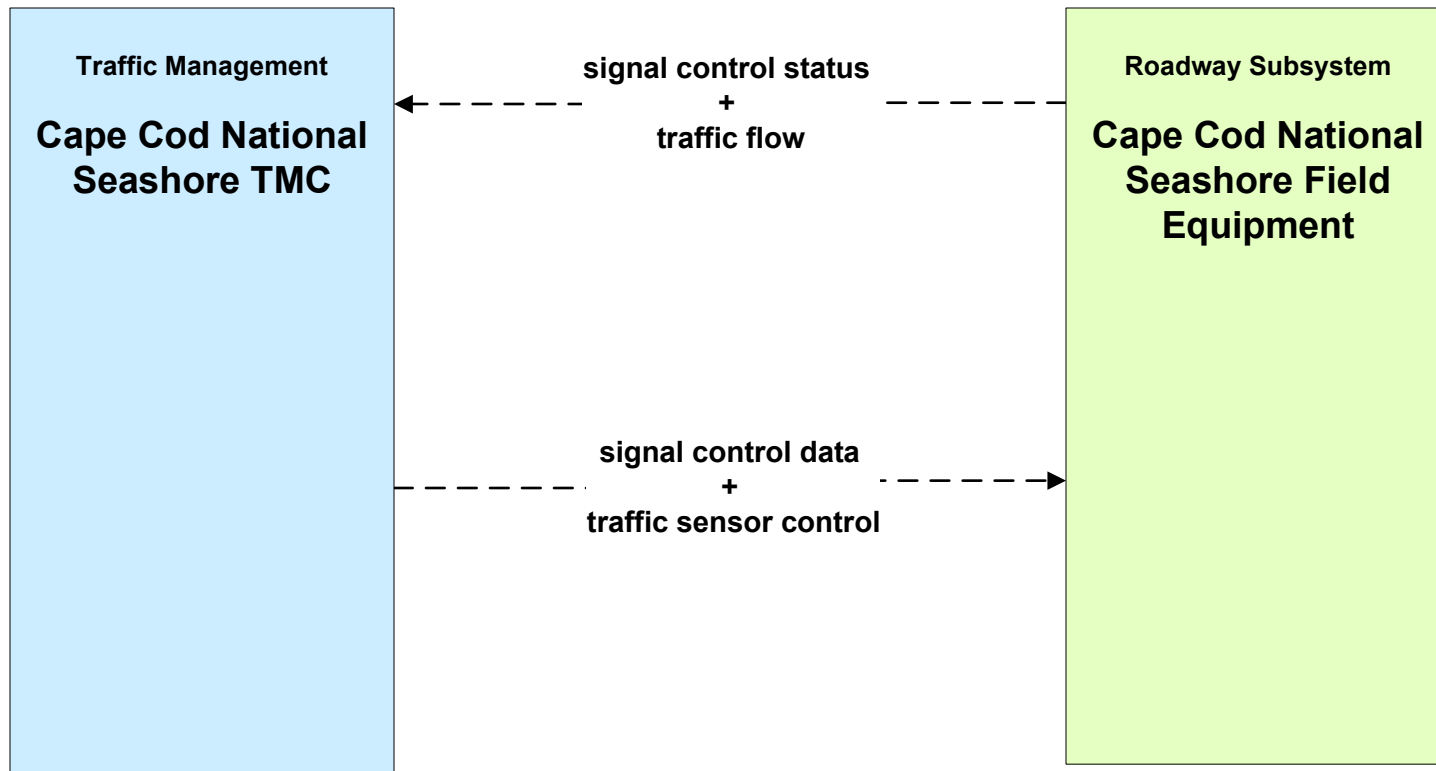 Traffic Management
Cape Cod National
Seashore TMC
signal control status
+
traffic flow
Roadway Subsystem
Cape Cod National
Seashore Field
Equipment
signal control data
+
traffic sensor control